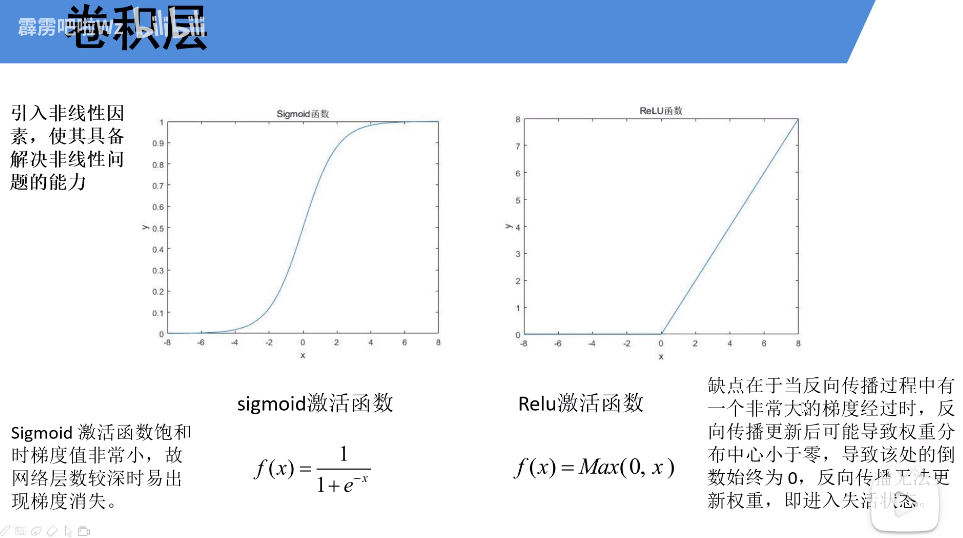 卷积层
霹雳吧啦Wz bilibili
引入非线性因
素，使其具备
解决非线性问
题的能力
Sigmoid函数
1
0.9
0.8
0.7
0.6
0.5
0.4
0.3
0.2
0.1
0
y
-8 -6 -4 -2 0 2 4 6 8
x
ReLU函数
8
7
6
5
4
3
2
1
0
y
-8 -6 -4 -2 0 2 4 6 8
x
sigmoid激活函数
Relu激活函数
Sigmoid 激活函数饱和
时梯度值非常小，故
网络层数较深时易出
现梯度消失。
f(x) = 1 / (1 + e^{-x})
f(x) = Max(0, x)
缺点在于当反向传播过程中有
一个非常大的梯度经过时，反
向传播更新后可能导致权重分
布中心小于零，导致该处的倒
数始终为 0，反向传播无法更
新权重，即进入失活状态。